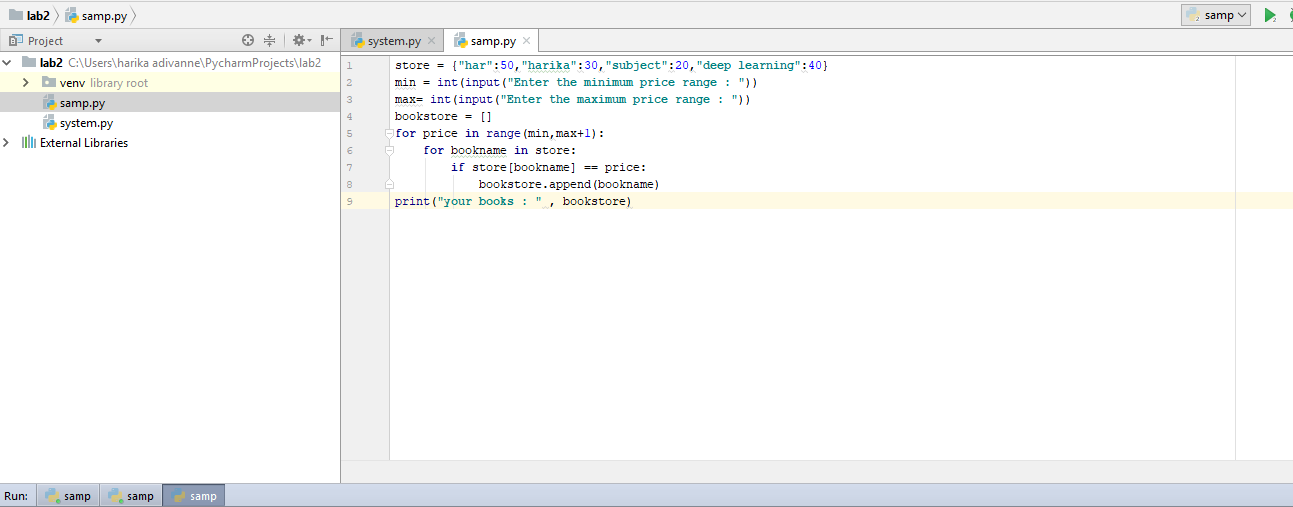 lab2 samp.py samp
Project system.py samp.py
lab2 C:\Users\harika adivanne\PycharmProjects\lab2
venv library root
samp.py
system.py
External Libraries
1 store = {"har":50,"harika":30,"subject":20,"deep learning":40}
2 min = int(input("Enter the minimum price range : "))
3 max= int(input("Enter the maximum price range : "))
4 bookstore = []
5 for price in range(min,max+1):
6 for bookname in store:
7 if store[bookname] == price:
8 bookstore.append(bookname)
9 print("your books : " , bookstore)
Run: samp samp samp